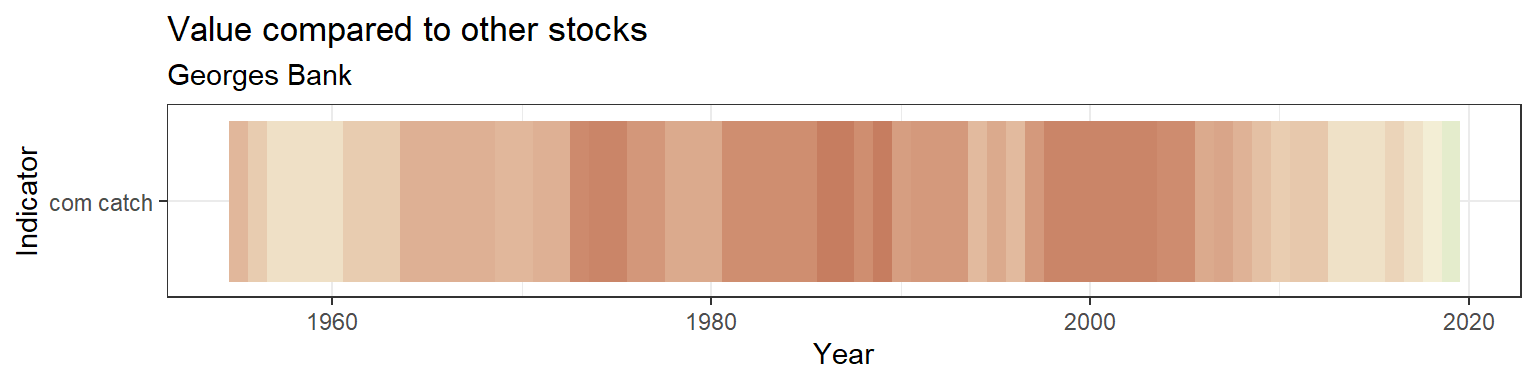 Value compared to other stocks
Georges Bank
Indicator
com catch
1960 1980 2000 2020
Year